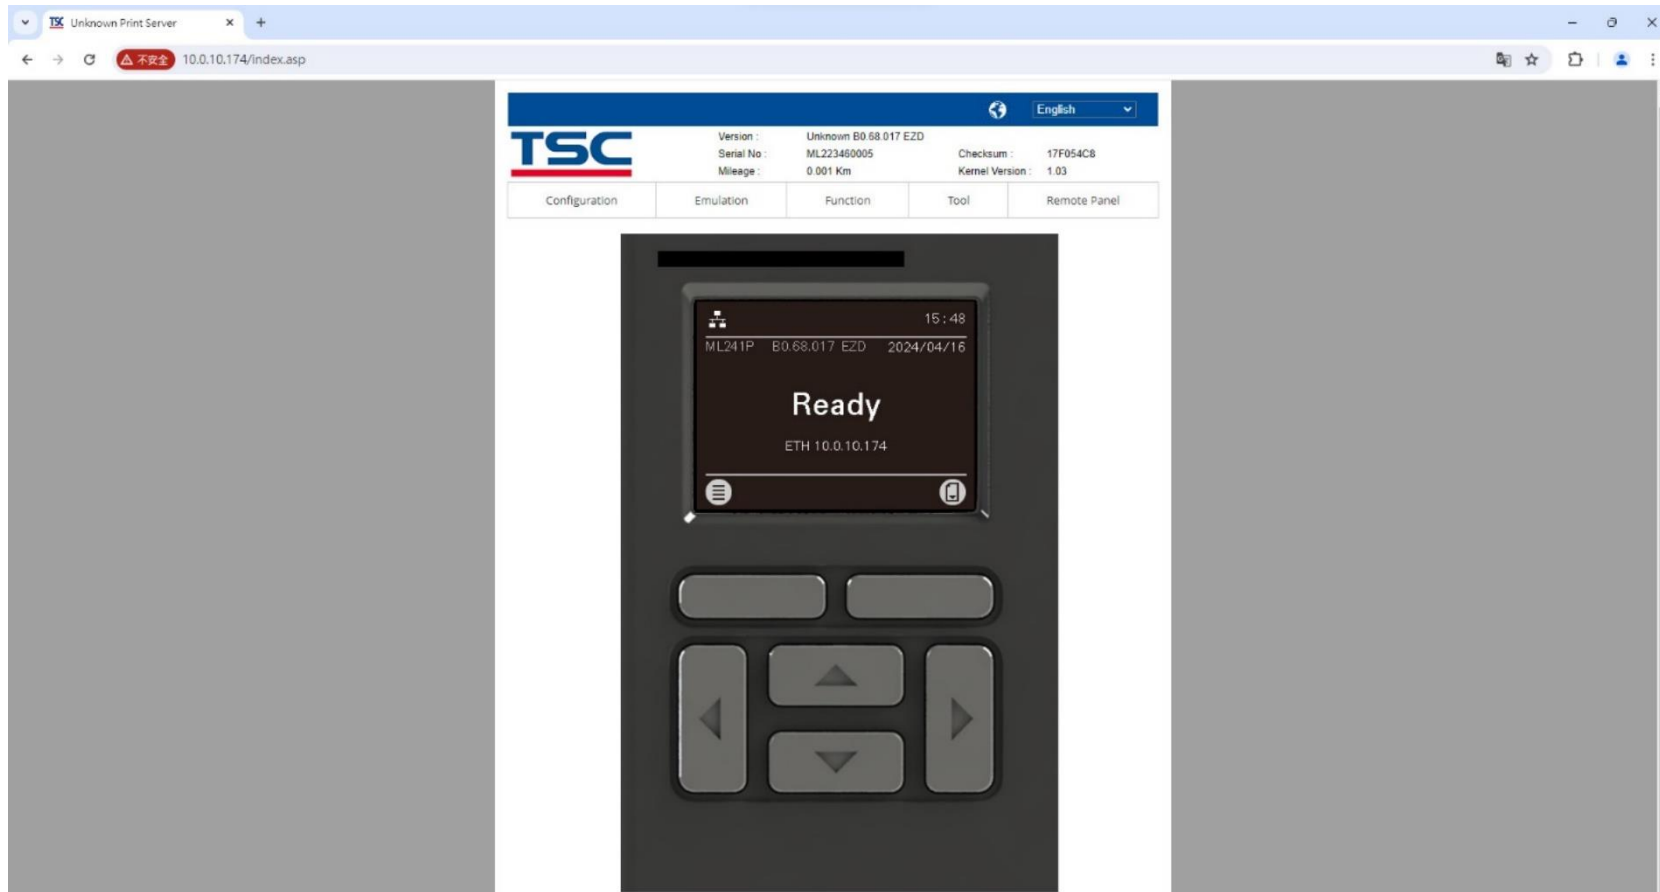 TSC Unknown Print Server
不安全 10.0.10.174/index.asp
English
TSC
Version : Unknown B0.68.017 EZD
Serial No : ML223460005 Checksum : 17F054C8
Mileage : 0.001 Km Kernel Version : 1.03
Configuration Emulation Function Tool Remote Panel
15:48
ML241P B0.68.017 EZD 2024/04/16
Ready
ETH 10.0.10.174